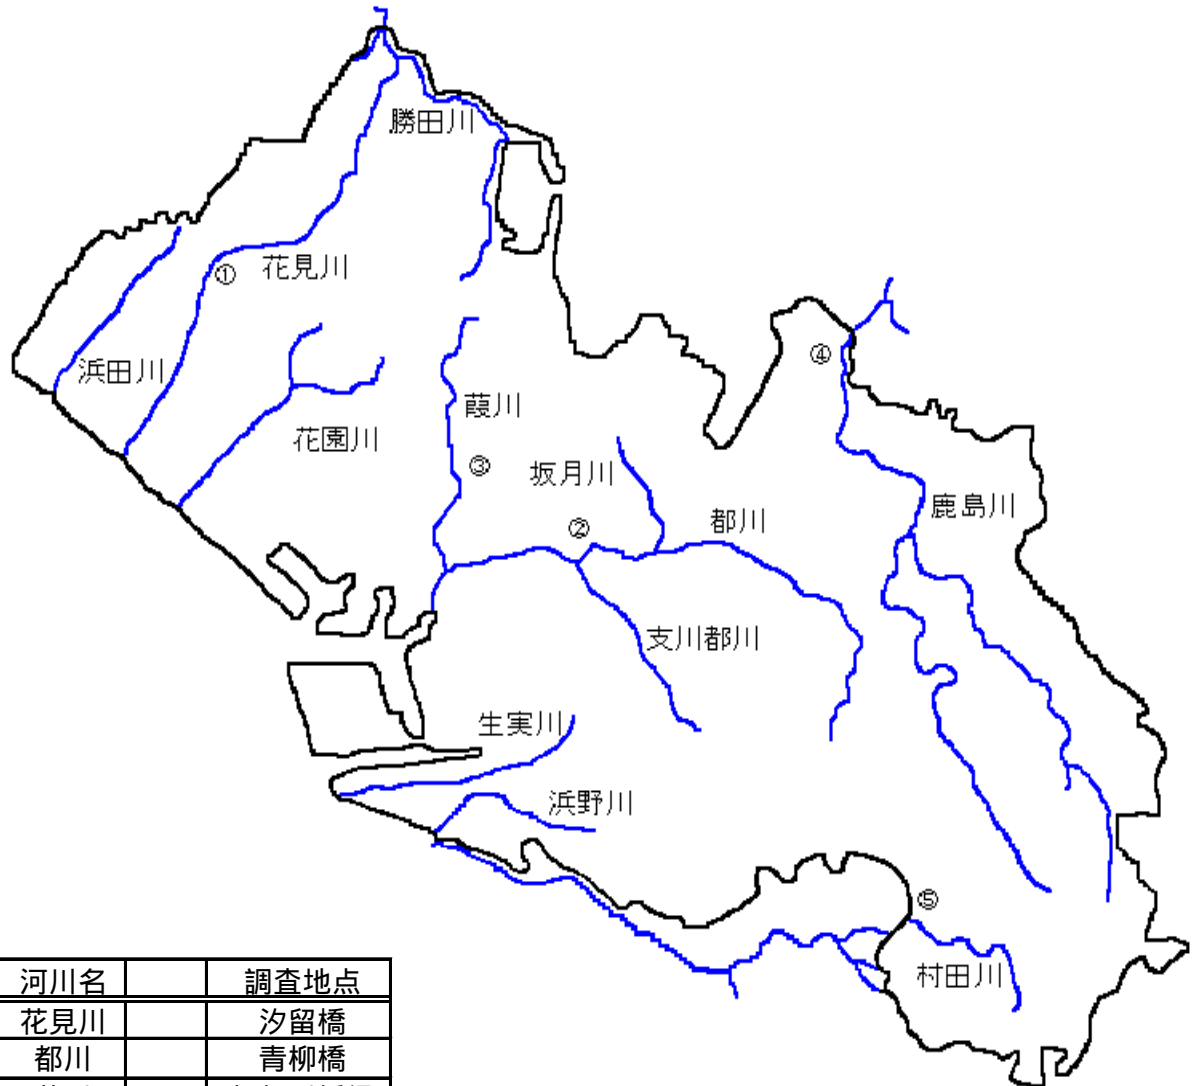 勝田川
① 花見川
浜田川
④
葭川
花園川
③
坂月川
②
都川
鹿島川
支川都川
生実川
浜野川
⑤
村田川
河川名 調査地点
花見川 汐留橋
都川 青柳橋